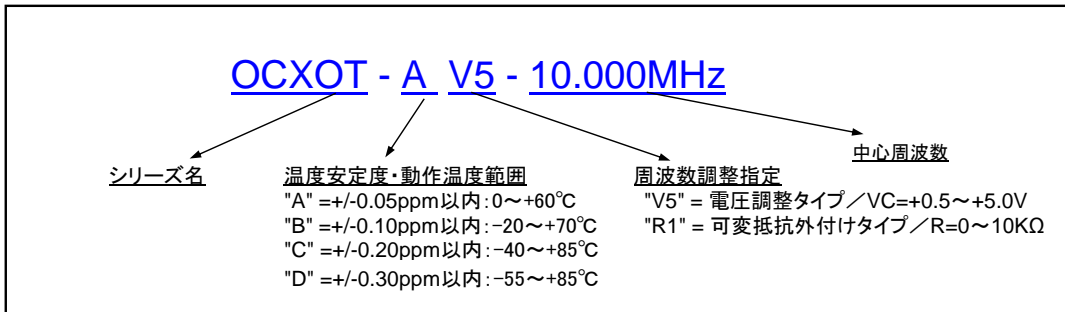 OCXOT - A V5 - 10.000MHz
中心周波数
シリーズ名
温度安定度・動作温度範囲
"A" =+/-0.05ppm以内：0～+60℃
"B" =+/-0.10ppm以内：-20～+70℃
"C" =+/-0.20ppm以内：-40～+85℃
"D" =+/-0.30ppm以内：-55～+85℃
周波数調整指定
"V5" = 電圧調整タイプ／VC=+0.5～+5.0V
"R1" = 可変抵抗外付けタイプ／R=0～10KΩ